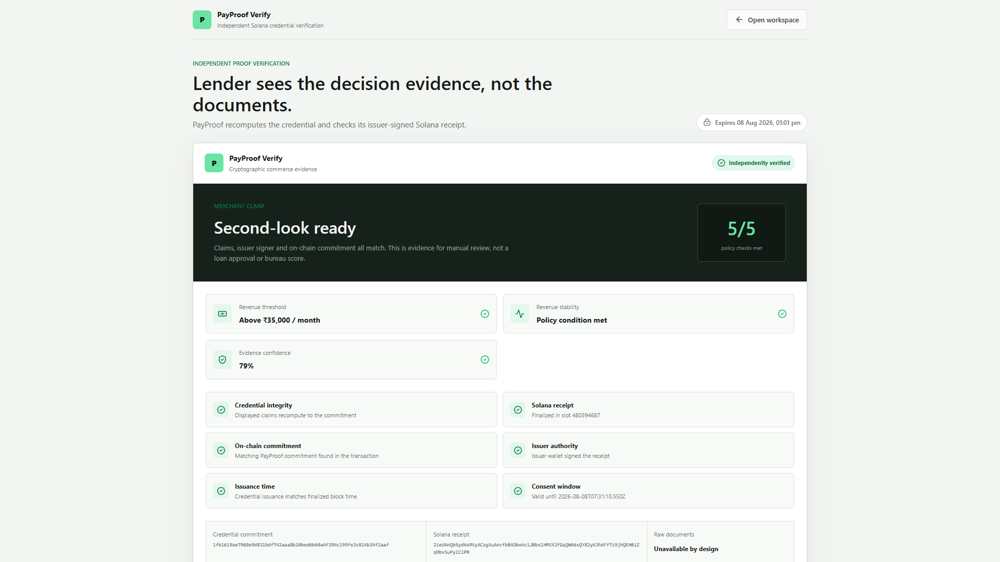 P
PayProof Verify
Independent Solana credential verification
Open workspace
INDEPENDENT PROOF VERIFICATION
Lender sees the decision evidence, not the
documents.
PayProof recomputes the credential and checks its issuer-signed Solana receipt.
Expires 08 Aug 2026, 01:01 pm
P
PayProof Verify
Cryptographic commerce evidence
Independently verified
MERCHANT CLAIM
Second-look ready
Claims, issuer signer and on-chain commitment all match. This is evidence for manual review, not a
loan approval or bureau score.
5/5
policy checks met
Revenue threshold
Above ₹35,000 / month
Revenue stability
Policy condition met
Evidence confidence
79%
Credential integrity
Displayed claims recompute to the commitment
Solana receipt
Finalized in slot 480394687
On-chain commitment
Matching PayProof commitment found in the transaction
Issuer authority
Issuer wallet signed the receipt
Issuance time
Credential issuance matches finalized block time
Consent window
Valid until 2026-08-08T07:31:10.550Z
Credential commitment
1fb1619ae7968e9d831bdf742aaa8b10bed6b60a4f394c199fe3c014b34f2aaf
Solana receipt
2ieUAnQb5ydKo9VyACzgXuAncfbB4Dbo4ciJBbs1HMXX2fGqQW66xQY82yK3hAFf7i9jhQEHBiZ
qRbvSuPy1CiPN
Raw documents
Unavailable by design